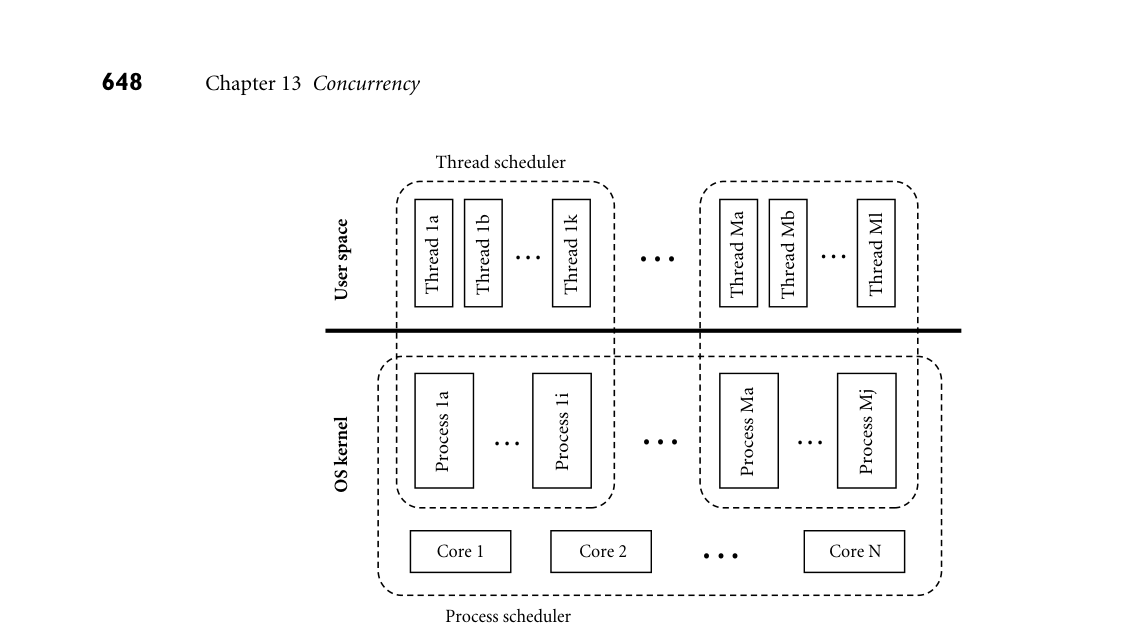 648 Chapter 13 Concurrency
Thread scheduler
User space
Thread 1a
Thread 1b
...
Thread 1k
...
Thread Ma
Thread Mb
...
Thread Ml
OS kernel
Process 1a
...
Process 1i
...
Process Ma
...
Process Mj
Core 1
Core 2
...
Core N
Process scheduler